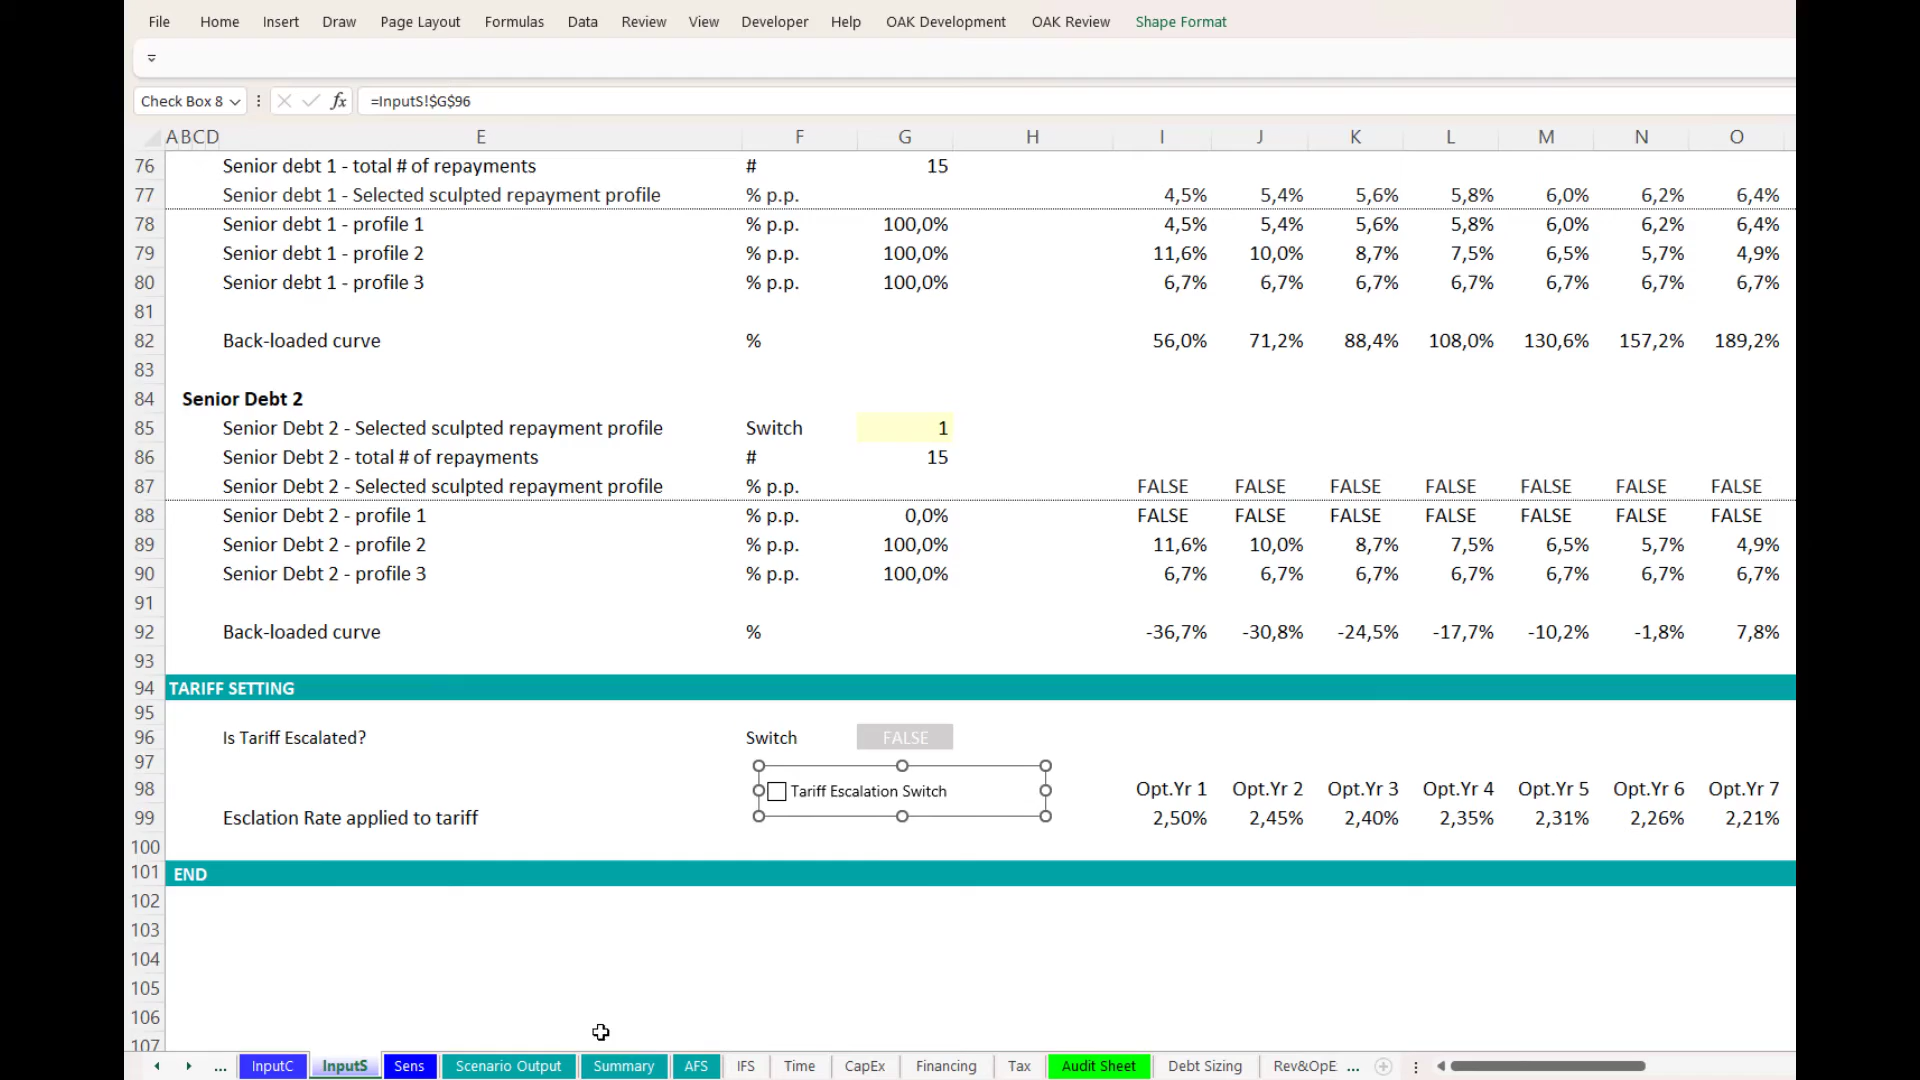 File Home Insert Draw Page Layout Formulas Data Review View Developer Help OAK Development OAK Review Shape Format
Check Box 8 fx =InputS!$G$96
A B C D E F G H I J K L M N O
76 Senior debt 1 - total # of repayments # 15
77 Senior debt 1 - Selected sculpted repayment profile % p.p. 4,5% 5,4% 5,6% 5,8% 6,0% 6,2% 6,4%
78 Senior debt 1 - profile 1 % p.p. 100,0% 4,5% 5,4% 5,6% 5,8% 6,0% 6,2% 6,4%
79 Senior debt 1 - profile 2 % p.p. 100,0% 11,6% 10,0% 8,7% 7,5% 6,5% 5,7% 4,9%
80 Senior debt 1 - profile 3 % p.p. 100,0% 6,7% 6,7% 6,7% 6,7% 6,7% 6,7% 6,7%
81
82 Back-loaded curve % 56,0% 71,2% 88,4% 108,0% 130,6% 157,2% 189,2%
83
84 Senior Debt 2
85 Senior Debt 2 - Selected sculpted repayment profile Switch 1
86 Senior Debt 2 - total # of repayments # 15
87 Senior Debt 2 - Selected sculpted repayment profile % p.p. FALSE FALSE FALSE FALSE FALSE FALSE FALSE
88 Senior Debt 2 - profile 1 % p.p. 0,0% FALSE FALSE FALSE FALSE FALSE FALSE FALSE
89 Senior Debt 2 - profile 2 % p.p. 100,0% 11,6% 10,0% 8,7% 7,5% 6,5% 5,7% 4,9%
90 Senior Debt 2 - profile 3 % p.p. 100,0% 6,7% 6,7% 6,7% 6,7% 6,7% 6,7% 6,7%
91
92 Back-loaded curve % -36,7% -30,8% -24,5% -17,7% -10,2% -1,8% 7,8%
93
94 TARIFF SETTING
95
96 Is Tariff Escalated? Switch FALSE
97
98 Tariff Escalation Switch Opt.Yr 1 Opt.Yr 2 Opt.Yr 3 Opt.Yr 4 Opt.Yr 5 Opt.Yr 6 Opt.Yr 7
99 Esclation Rate applied to tariff 2,50% 2,45% 2,40% 2,35% 2,31% 2,26% 2,21%
100
101 END
102
103
104
105
106
107
... InputC InputS Sens Scenario Output Summary AFS IFS Time CapEx Financing Tax Audit Sheet Debt Sizing Rev&OpE ...